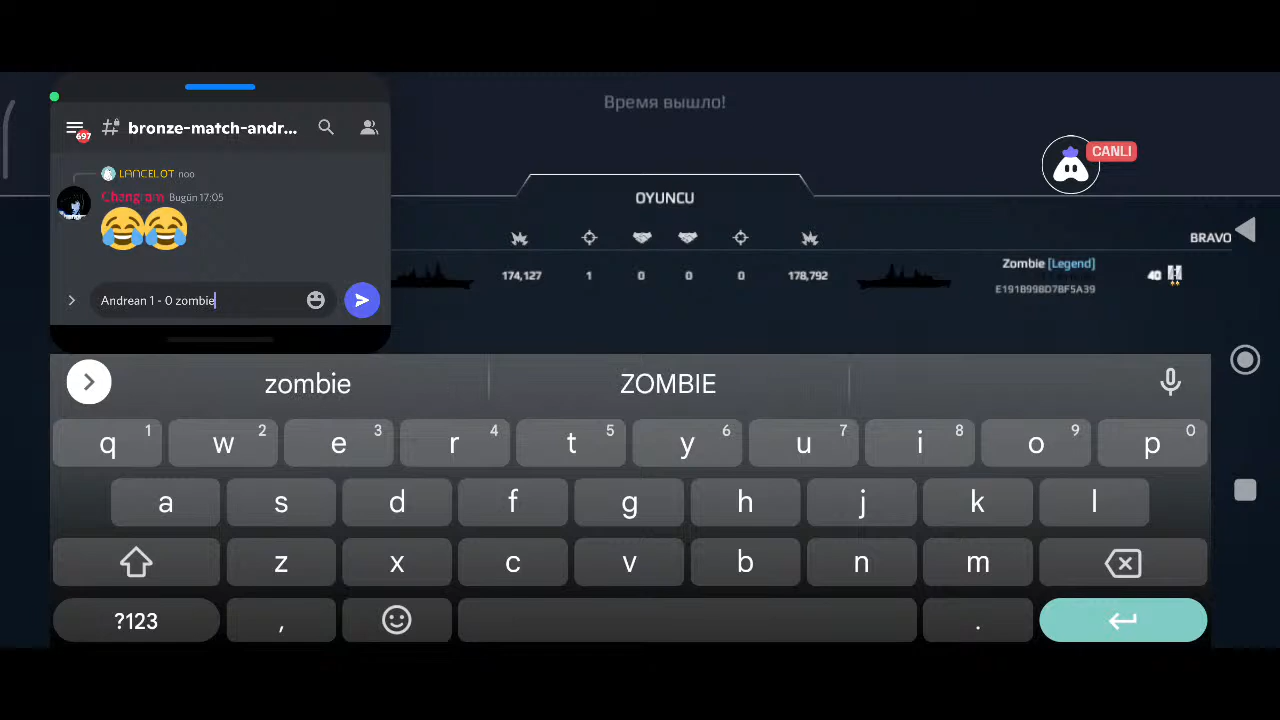 Время вышло!
697
bronze-match-andr...
CANLI
LANCELOT noo
Changjam Bugün 17:05
OYUNCU
BRAVO
174,127 1 0 0 0 178,792
Zombie [Legend]
E191B998D7BF5A39
40
Andrean 1 - 0 zombie
zombie ZOMBIE
q 1 w 2 e 3 r 4 t 5 y 6 u 7 i 8 o 9 p 0
a s d f g h j k l
z x c v b n m
?123 , .